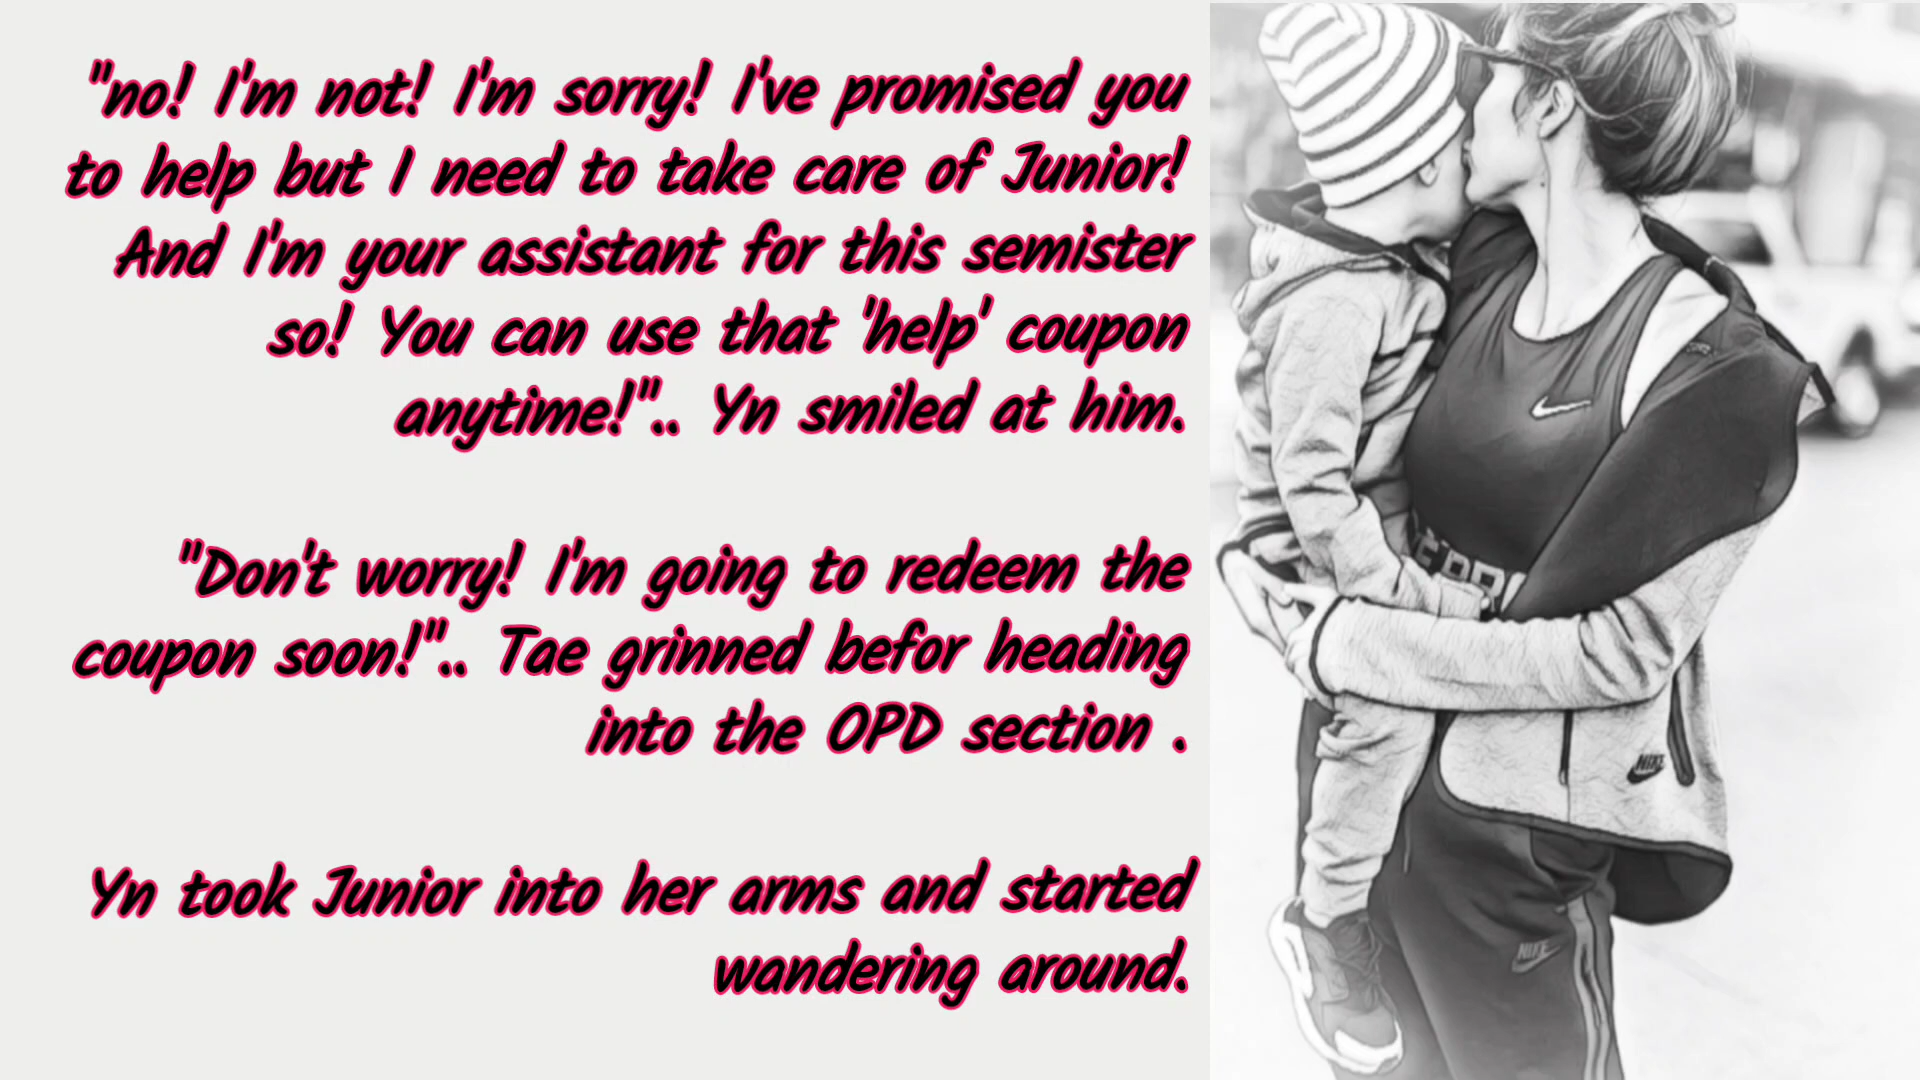 "no! I'm not! I'm sorry! I've promised you
to help but I need to take care of Junior!
And I'm your assistant for this semister
so! You can use that 'help' coupon
anytime!".. Yn smiled at him.
"Don't worry! I'm going to redeem the
coupon soon!".. Tae grinned befor heading
into the OPD section .
Yn took Junior into her arms and started
wandering around.
NIKE
NIKE